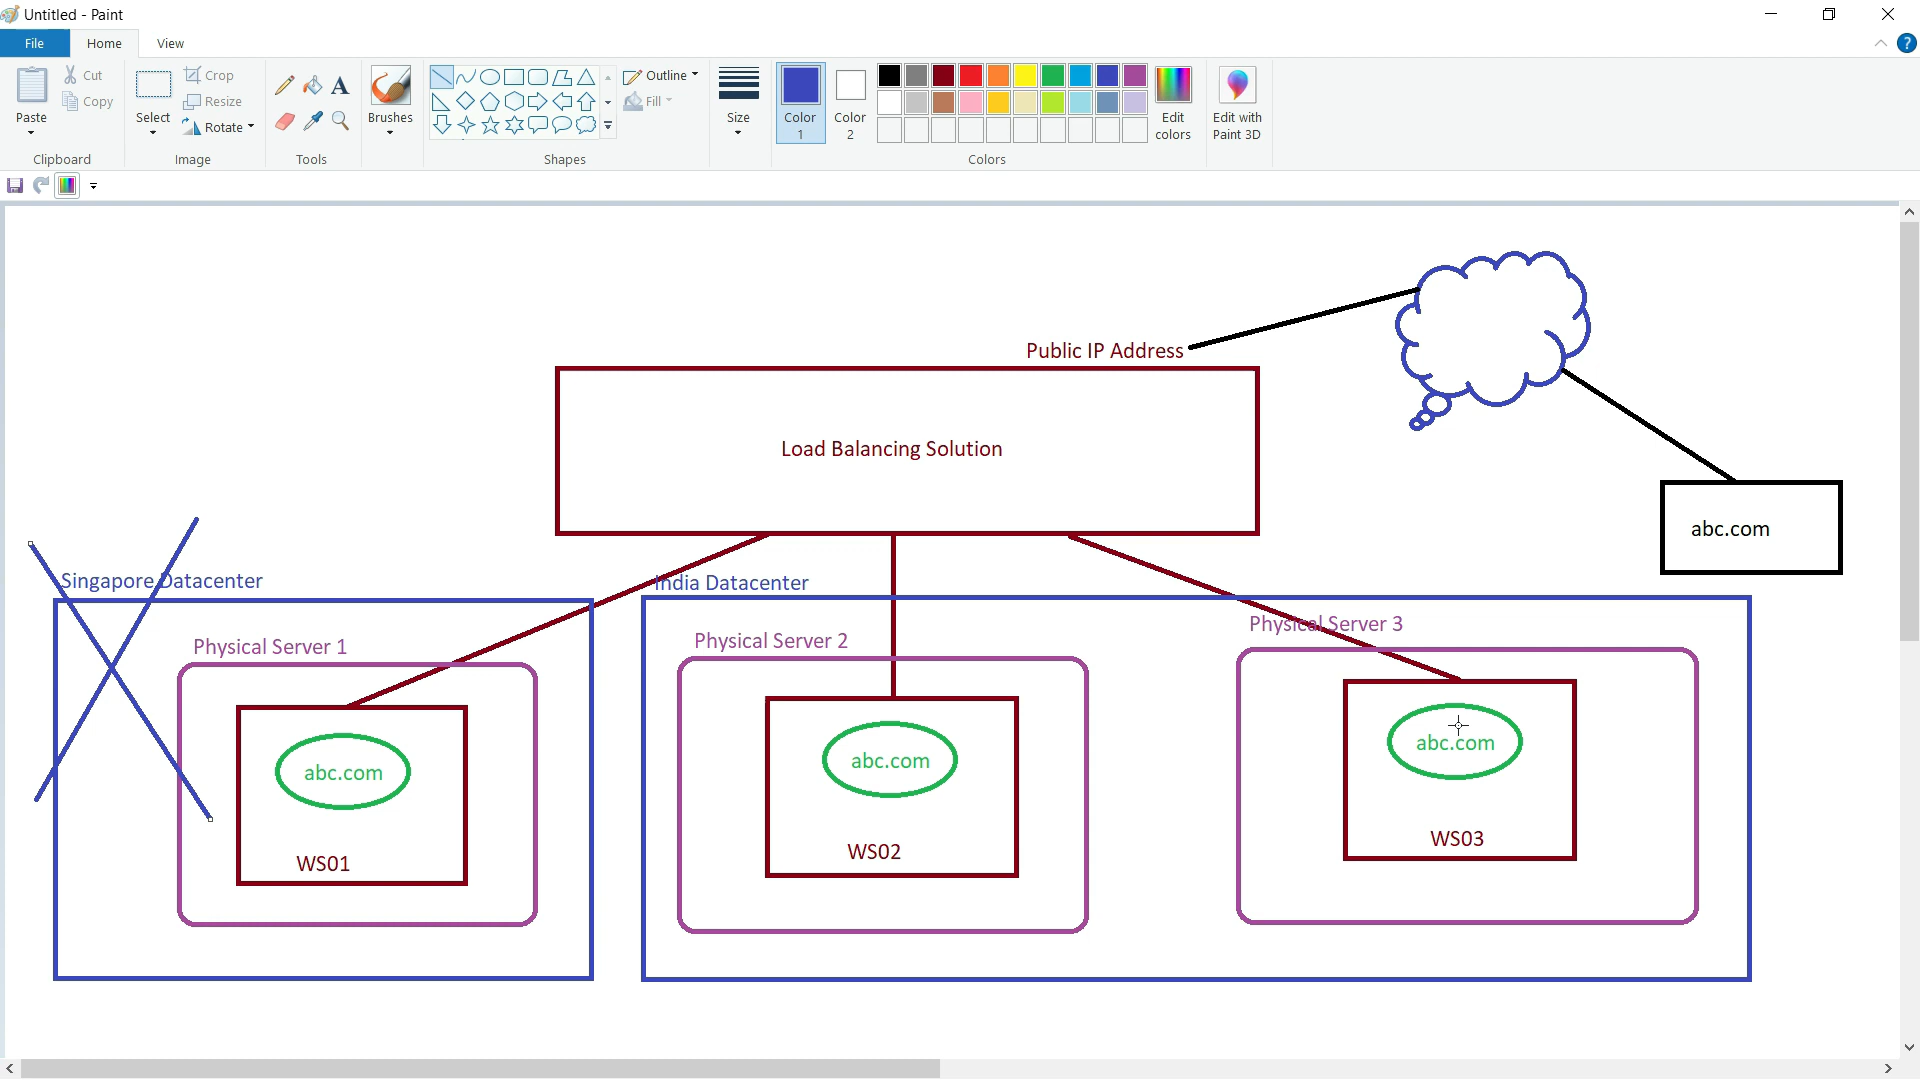 Untitled - Paint
File Home View
Paste
Cut
Copy
Clipboard
Select
Crop
Resize
Rotate
Image
A
Tools
Brushes
Shapes
Outline
Fill
Size
Color 1
Color 2
Edit colors
Colors
Edit with Paint 3D
Public IP Address
Load Balancing Solution
abc.com
Singapore Datacenter
India Datacenter
Physical Server 1
Physical Server 2
Physical Server 3
abc.com
abc.com
abc.com
WS01
WS02
WS03